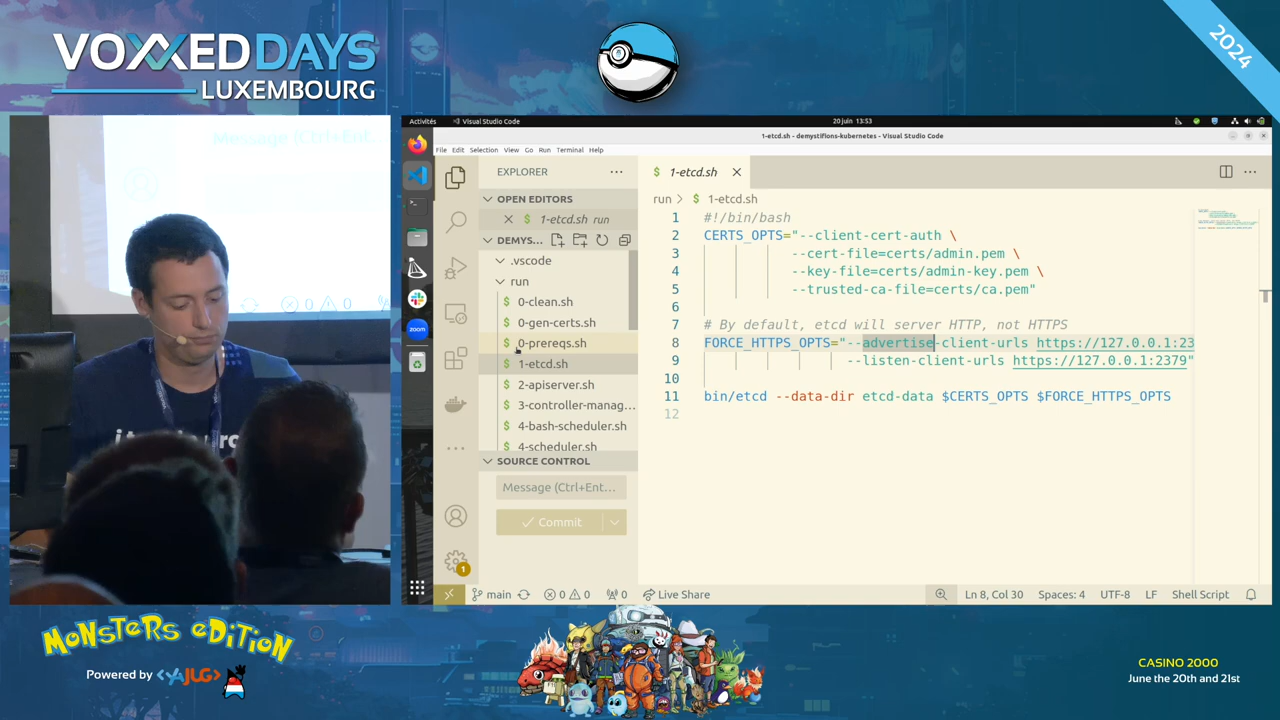 VOXXEDDAYS
LUXEMBOURG
2024
Message (Ctrl+Ent...
0 0
Activités
Visual Studio Code
20 juin 13:53
1-etcd.sh - demystifions-kubernetes - Visual Studio Code
File Edit Selection View Go Run Terminal Help
EXPLORER
OPEN EDITORS
$ 1-etcd.sh run
DEMYS...
.vscode
run
$ 0-clean.sh
$ 0-gen-certs.sh
$ 0-prereqs.sh
$ 1-etcd.sh
$ 2-apiserver.sh
$ 3-controller-manag...
$ 4-bash-scheduler.sh
$ 4-scheduler.sh
SOURCE CONTROL
Message (Ctrl+Ent...
Commit
zoom
1
$ 1-etcd.sh
run > $ 1-etcd.sh
1 #!/bin/bash
2 CERTS_OPTS="--client-cert-auth \
3 --cert-file=certs/admin.pem \
4 --key-file=certs/admin-key.pem \
5 --trusted-ca-file=certs/ca.pem"
6
7 # By default, etcd will server HTTP, not HTTPS
8 FORCE_HTTPS_OPTS="--advertise-client-urls https://127.0.0.1:23
9 --listen-client-urls https://127.0.0.1:2379"
10
11 bin/etcd --data-dir etcd-data $CERTS_OPTS $FORCE_HTTPS_OPTS
12
main 0 0 0 Live Share Ln 8, Col 30 Spaces: 4 UTF-8 LF Shell Script
MONSTERS EDITION
Powered by <YAJUG>
CASINO 2000
June the 20th and 21st